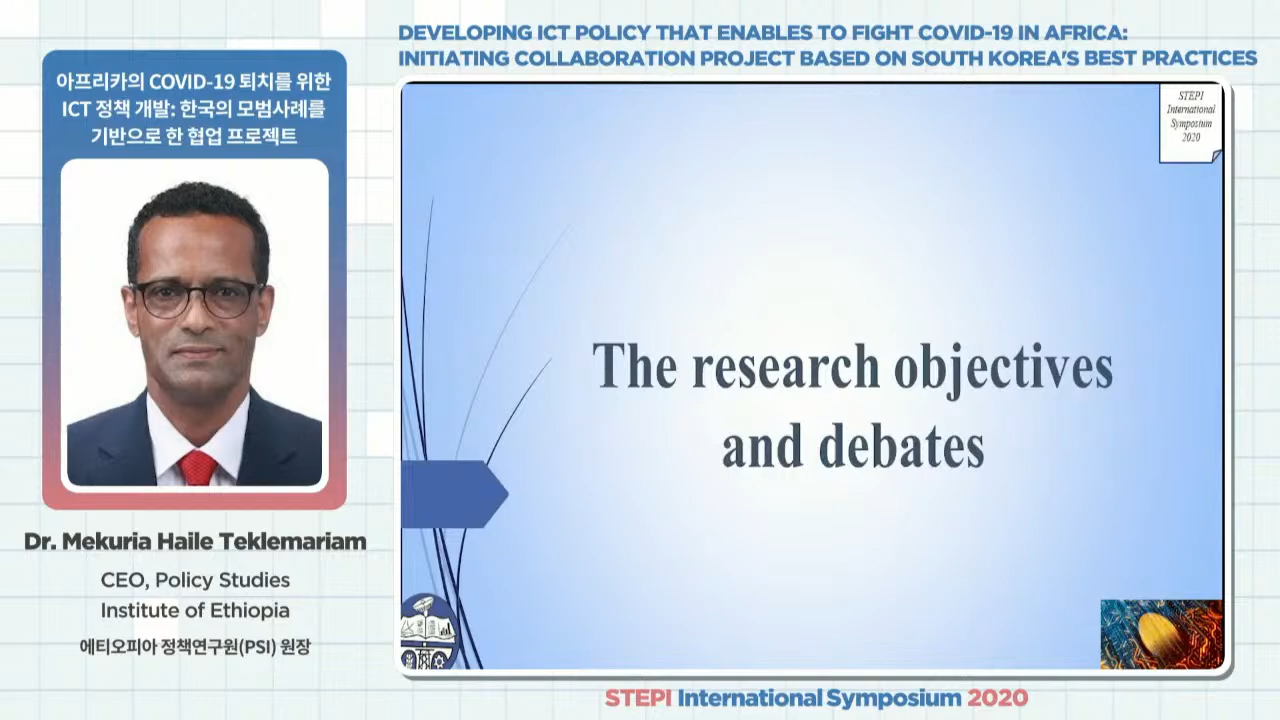 DEVELOPING ICT POLICY THAT ENABLES TO FIGHT COVID-19 IN AFRICA:
INITIATING COLLABORATION PROJECT BASED ON SOUTH KOREA'S BEST PRACTICES
아프리카의 COVID-19 퇴치를 위한
ICT 정책 개발: 한국의 모범사례를
기반으로 한 협업 프로젝트
Dr. Mekuria Haile Teklemariam
CEO, Policy Studies
Institute of Ethiopia
에티오피아 정책연구원(PSI) 원장
STEPI
International
Symposium
2020
The research objectives
and debates
STEPI International Symposium 2020